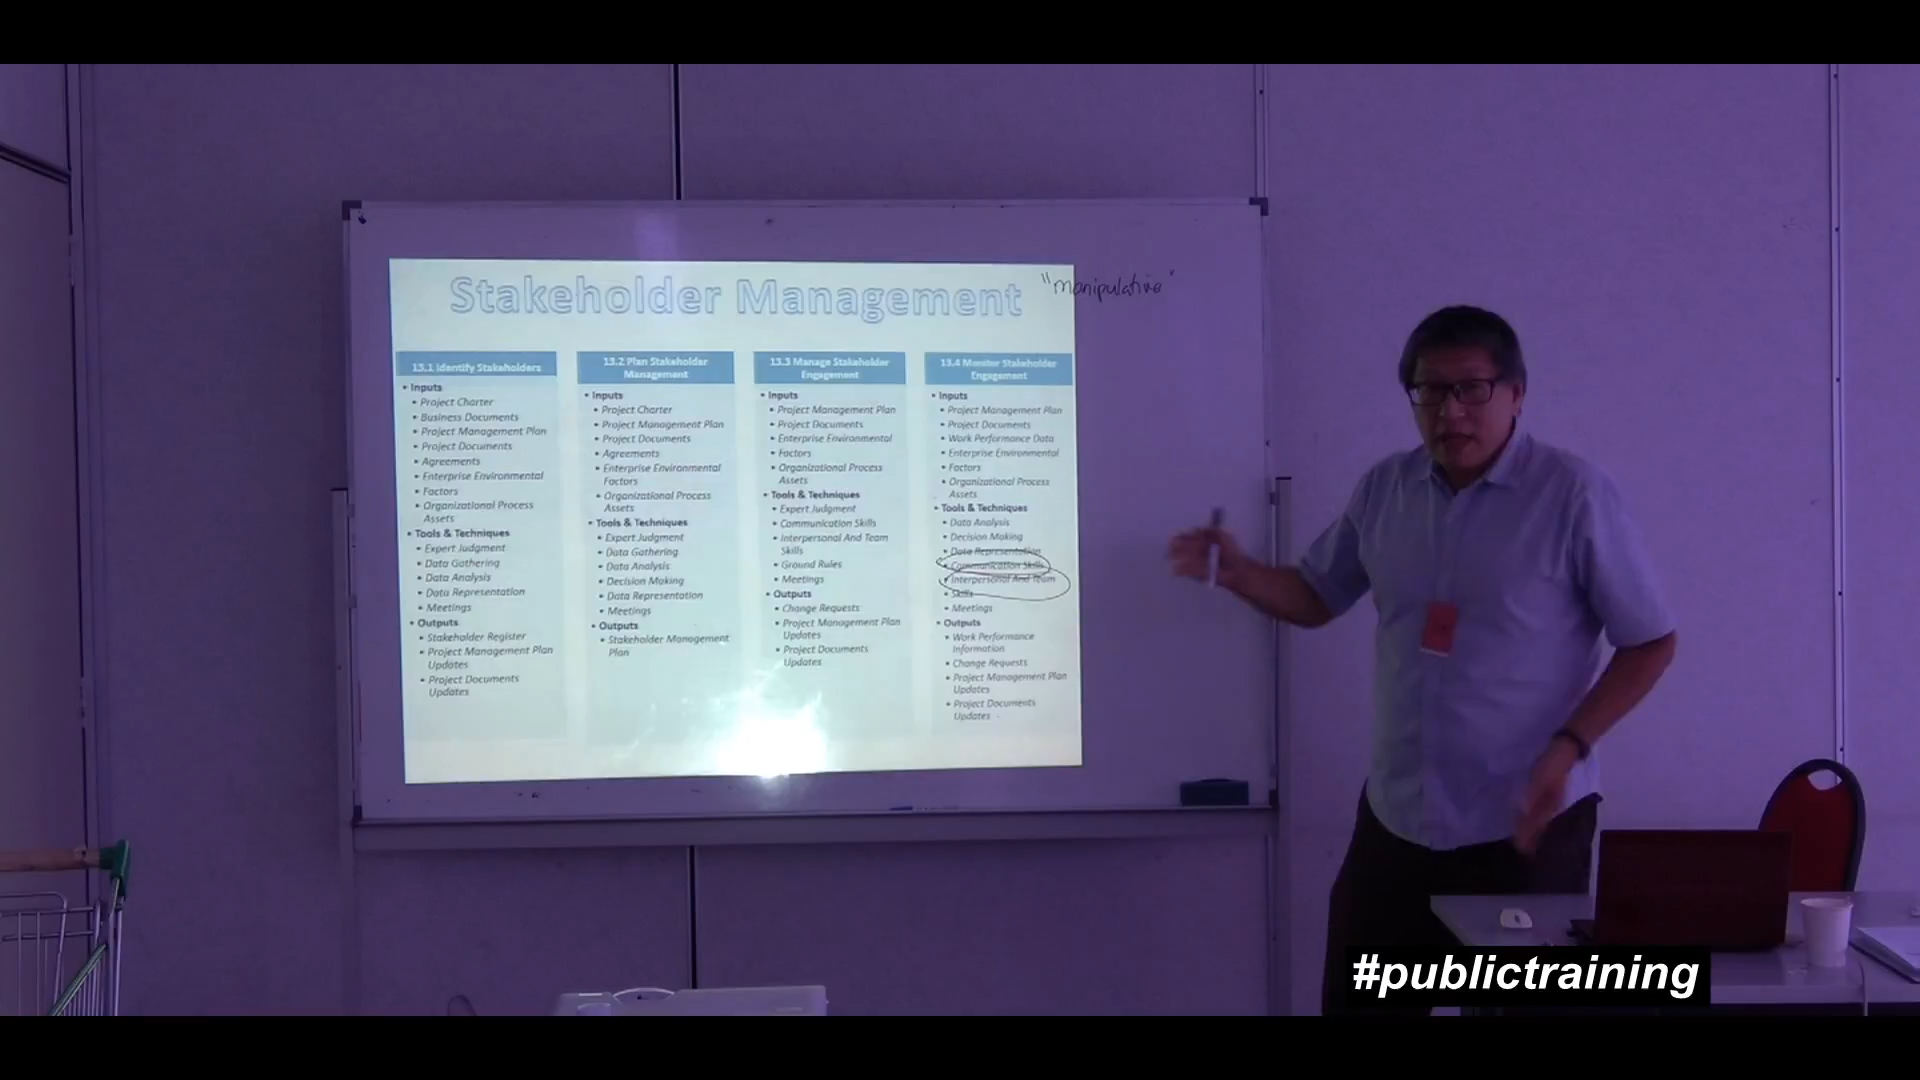 Stakeholder Management
"manipulative"
13.1 Identify Stakeholders
• Inputs
• Project Charter
• Business Documents
• Project Management Plan
• Project Documents
• Agreements
• Enterprise Environmental
• Factors
• Organizational Process
Assets
• Tools & Techniques
• Expert Judgment
• Data Gathering
• Data Analysis
• Data Representation
• Meetings
• Outputs
• Stakeholder Register
• Project Management Plan
Updates
• Project Documents
Updates
13.2 Plan Stakeholder
Management
• Inputs
• Project Charter
• Project Management Plan
• Project Documents
• Agreements
• Enterprise Environmental
Factors
• Organizational Process
Assets
• Tools & Techniques
• Expert Judgment
• Data Gathering
• Data Analysis
• Decision Making
• Data Representation
• Meetings
• Outputs
• Stakeholder Management
Plan
13.3 Manage Stakeholder
Engagement
• Inputs
• Project Management Plan
• Project Documents
• Enterprise Environmental
• Factors
• Organizational Process
Assets
• Tools & Techniques
• Expert Judgment
• Communication Skills
• Interpersonal And Team
Skills
• Ground Rules
• Meetings
• Outputs
• Change Requests
• Project Management Plan
Updates
• Project Documents
Updates
13.4 Monitor Stakeholder
Engagement
• Inputs
• Project Management Plan
• Project Documents
• Work Performance Data
• Enterprise Environmental
• Factors
• Organizational Process
Assets
• Tools & Techniques
• Data Analysis
• Decision Making
• Data Representation
• Communication Skills
• Interpersonal And Team
• Skills
• Meetings
• Outputs
• Work Performance
Information
• Change Requests
• Project Management Plan
Updates
• Project Documents
Updates
#publictraining